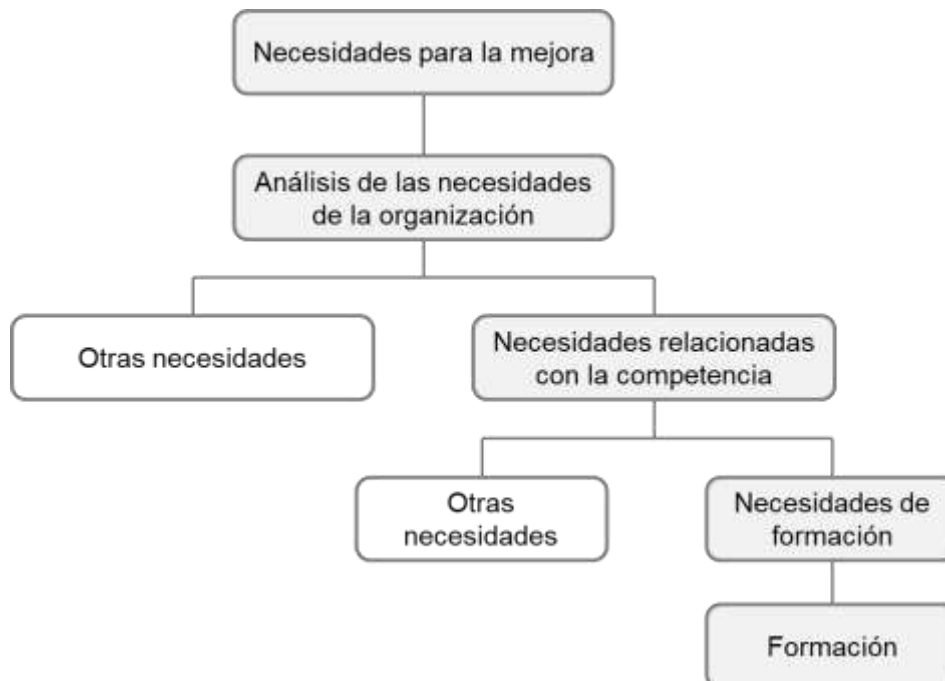 Necesidades para la mejora
Análisis de las necesidades
de la organización
Otras necesidades
Necesidades relacionadas
con la competencia
Otras
necesidades
Necesidades de
formación
Formación